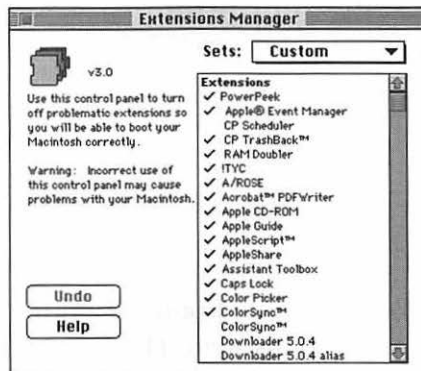 Extensions Manager
v3.0
Use this control panel to turn
off problematic extensions so
you will be able to boot your
Macintosh correctly.
Warning: Incorrect use of
this control panel may cause
problems with your Macintosh.
Undo
Help
Sets: Custom
Extensions
✓ PowerPeek
✓ Apple® Event Manager
CP Scheduler
✓ CP TrashBack™
✓ RAM Doubler
✓ !TYC
✓ A/ROSE
✓ Acrobat™ PDFWriter
✓ Apple CD-ROM
✓ Apple Guide
✓ AppleScript™
✓ AppleShare
✓ Assistant Toolbox
✓ Caps Lock
✓ Color Picker
✓ ColorSync™
ColorSync™
Downloader 5.0.4
Downloader 5.0.4 alias